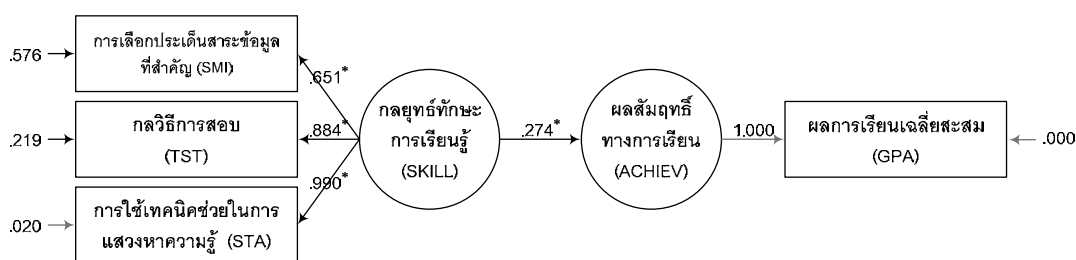 .576
การเลือกประเด็นสาระข้อมูล
ที่สำคัญ (SMI)
.651*
.219
กลวิธีการสอบ
(TST)
.884*
.020
การใช้เทคนิคช่วยในการ
แสวงหาความรู้ (STA)
.990*
กลยุทธ์ทักษะ
การเรียนรู้
(SKILL)
.274*
ผลสัมฤทธิ์
ทางการเรียน
(ACHIEV)
1.000
ผลการเรียนเฉลี่ยสะสม
(GPA)
.000